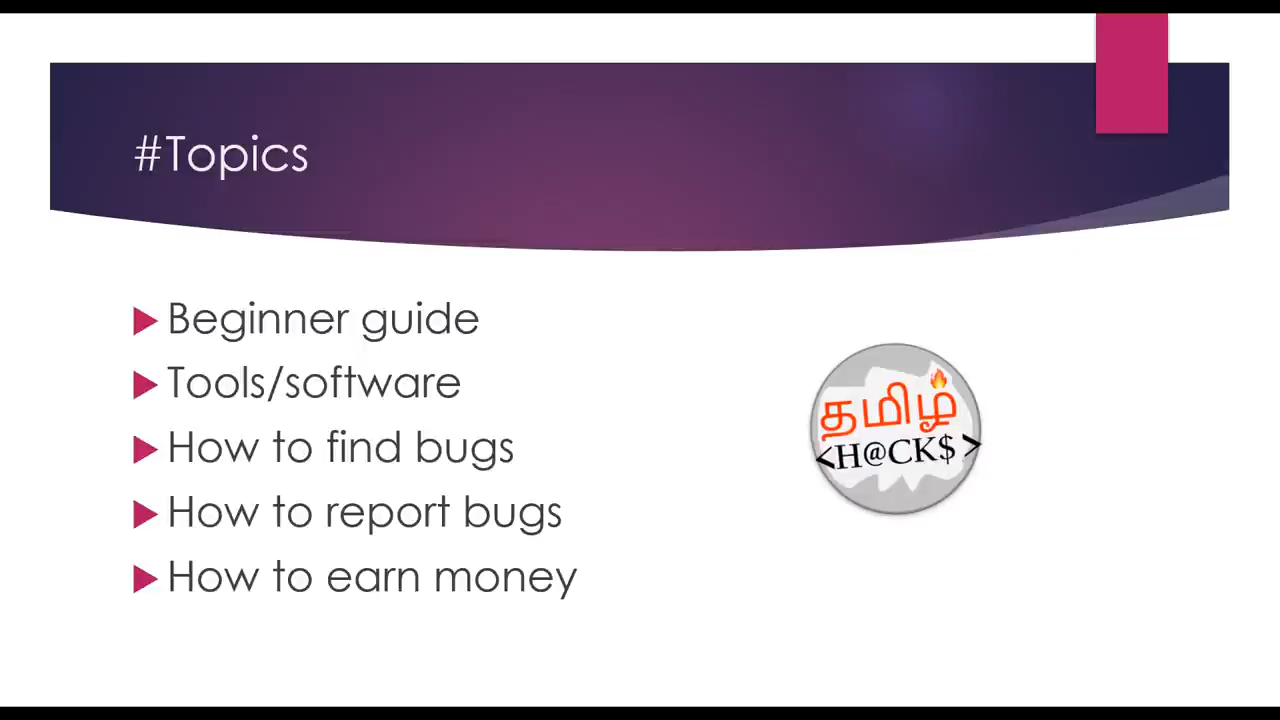 #Topics
Beginner guide
Tools/software
How to find bugs
How to report bugs
How to earn money
தமிழ்
<H@CK$>